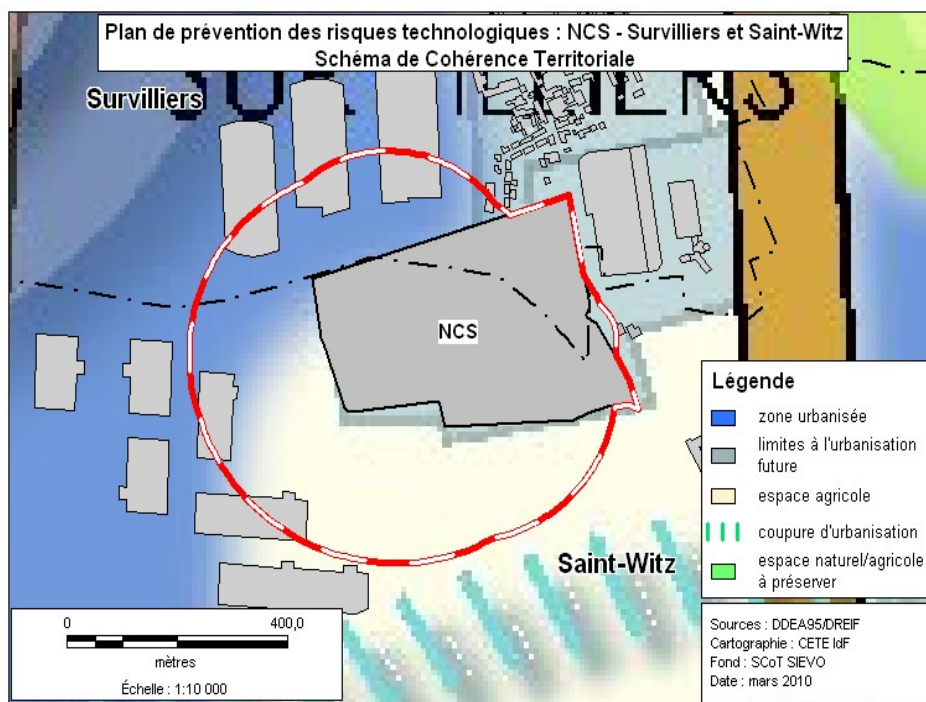 Plan de prévention des risques technologiques : NCS - Survilliers et Saint-Witz
Schéma de Cohérence Territoriale
Survilliers
NCS
Saint-Witz
Légende
zone urbanisée
limites à l'urbanisation
future
espace agricole
coupure d'urbanisation
espace naturel/agricole
à préserver
0
400,0
mètres
Échelle : 1:10 000
Sources : DDEA95/DREIF
Cartographie : CETE IdF
Fond : SCoT SIEVO
Date : mars 2010